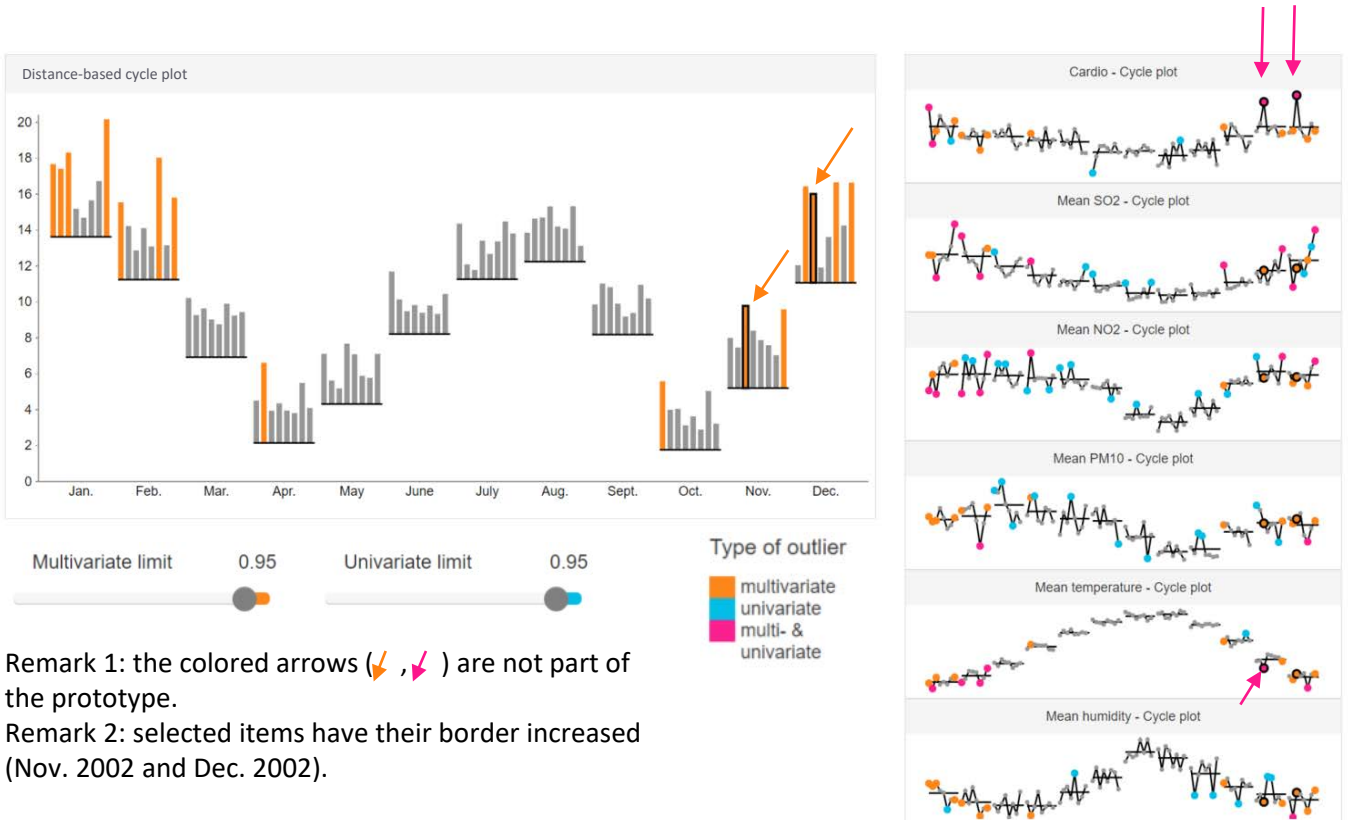 Distance-based cycle plot
20
18
16
14
12
10
8
6
4
2
0
Jan. Feb. Mar. Apr. May June July Aug. Sept. Oct. Nov. Dec.
Multivariate limit 0.95 Univariate limit 0.95
Type of outlier
multivariate
univariate
multi- &
univariate
Remark 1: the colored arrows ( , ) are not part of
the prototype.
Remark 2: selected items have their border increased
(Nov. 2002 and Dec. 2002).
Cardio - Cycle plot
Mean SO2 - Cycle plot
Mean NO2 - Cycle plot
Mean PM10 - Cycle plot
Mean temperature - Cycle plot
Mean humidity - Cycle plot